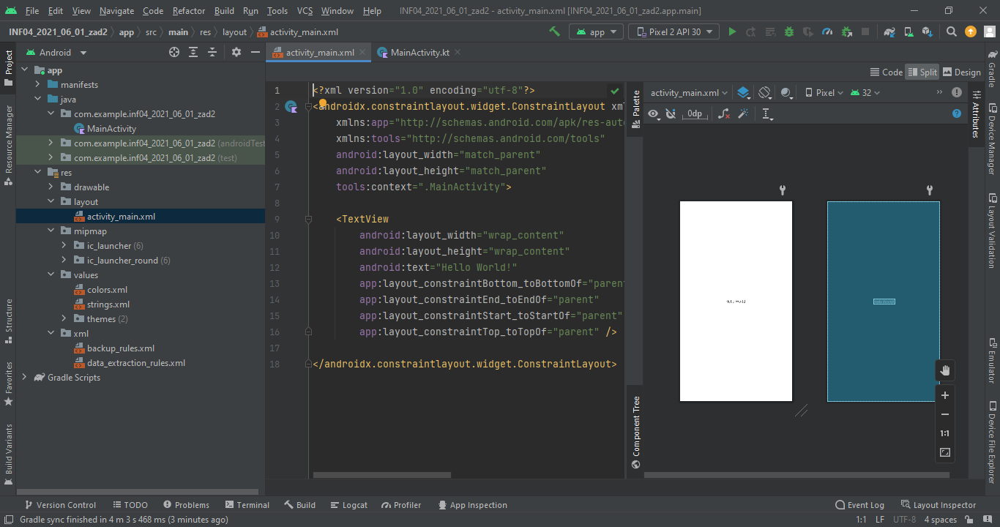 File Edit View Navigate Code Refactor Build Run Tools VCS Window Help INF04_2021_06_01_zad2 - activity_main.xml [INF04_2021_06_01_zad2.app.main]
INF04_2021_06_01_zad2 app src main res layout activity_main.xml app Pixel 2 API 30
Android activity_main.xml MainActivity.kt
Code Split Design
Project
Resource Manager
Structure
Favorites
Build Variants
app
manifests
java
com.example.inf04_2021_06_01_zad2
MainActivity
com.example.inf04_2021_06_01_zad2 (androidTest
com.example.inf04_2021_06_01_zad2 (test)
res
drawable
layout
activity_main.xml
mipmap
ic_launcher (6)
ic_launcher_round (6)
values
colors.xml
strings.xml
themes (2)
xml
backup_rules.xml
data_extraction_rules.xml
Gradle Scripts
1 <?xml version="1.0" encoding="utf-8"?>
2 <androidx.constraintlayout.widget.ConstraintLayout xm
3 xmlns:app="http://schemas.android.com/apk/res-aut
4 xmlns:tools="http://schemas.android.com/tools"
5 android:layout_width="match_parent"
6 android:layout_height="match_parent"
7 tools:context=".MainActivity">
8
9 <TextView
10 android:layout_width="wrap_content"
11 android:layout_height="wrap_content"
12 android:text="Hello World!"
13 app:layout_constraintBottom_toBottomOf="paren
14 app:layout_constraintEnd_toEndOf="parent"
15 app:layout_constraintStart_toStartOf="parent"
16 app:layout_constraintTop_toTopOf="parent" />
17
18 </androidx.constraintlayout.widget.ConstraintLayout>
Palette
Component Tree
activity_main.xml Pixel 32
0dp
Hello World!
Hello World!
1:1
Attributes
Gradle
Device Manager
Layout Validation
Emulator
Device File Explorer
Version Control TODO Problems Terminal Build Logcat Profiler App Inspection Event Log Layout Inspector
Gradle sync finished in 4 m 3 s 468 ms (3 minutes ago) 1:1 LF UTF-8 4 spaces